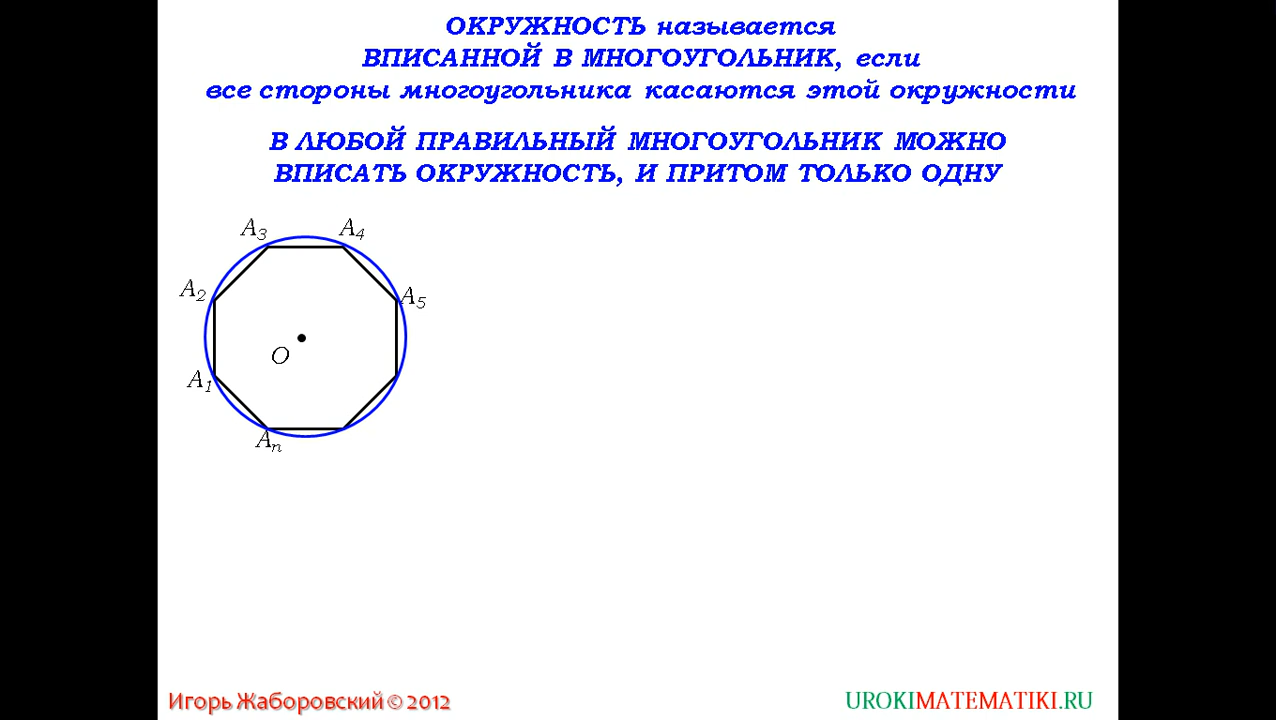 ОКРУЖНОСТЬ называется
ВПИСАННОЙ В МНОГОУГОЛЬНИК, если
все стороны многоугольника касаются этой окружности
В ЛЮБОЙ ПРАВИЛЬНЫЙ МНОГОУГОЛЬНИК МОЖНО
ВПИСАТЬ ОКРУЖНОСТЬ, И ПРИТОМ ТОЛЬКО ОДНУ
A₃ A₄
A₂ A₅
O
A₁
Aₙ
Игорь Жаборовский © 2012 UROKIMATEMATIKI.RU